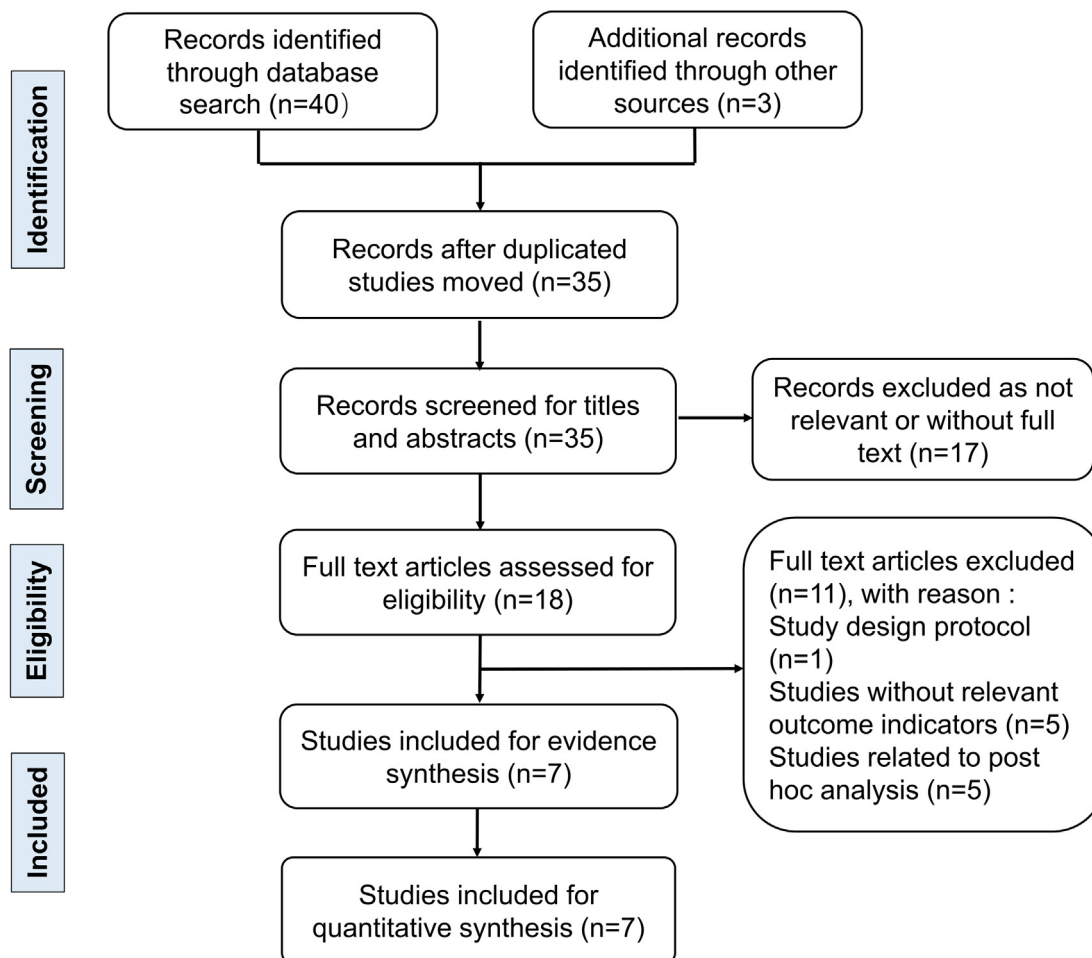 Identification
Records identified
through database
search (n=40）
Additional records
identified through other
sources (n=3)
Records after duplicated
studies moved (n=35)
Screening
Records screened for titles
and abstracts (n=35)
Records excluded as not
relevant or without full
text (n=17)
Eligibility
Full text articles assessed for
eligibility (n=18)
Full text articles excluded
(n=11), with reason :
Study design protocol
(n=1)
Studies without relevant
outcome indicators (n=5)
Studies related to post
hoc analysis (n=5)
Included
Studies included for evidence
synthesis (n=7)
Studies included for
quantitative synthesis (n=7)